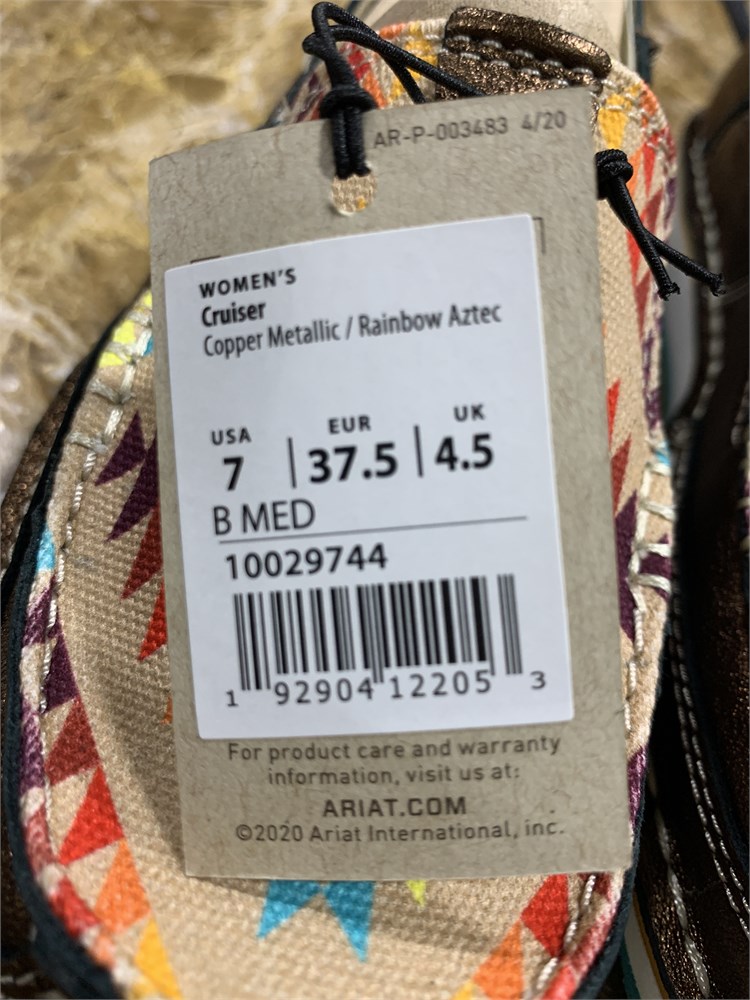 AR-P-003483 4/20
WOMEN'S
Cruiser
Copper Metallic / Rainbow Aztec
USA EUR UK
7 | 37.5 | 4.5
B MED
10029744
1 92904 12205 3
For product care and warranty
information, visit us at:
ARIAT.COM
©2020 Ariat International, inc.